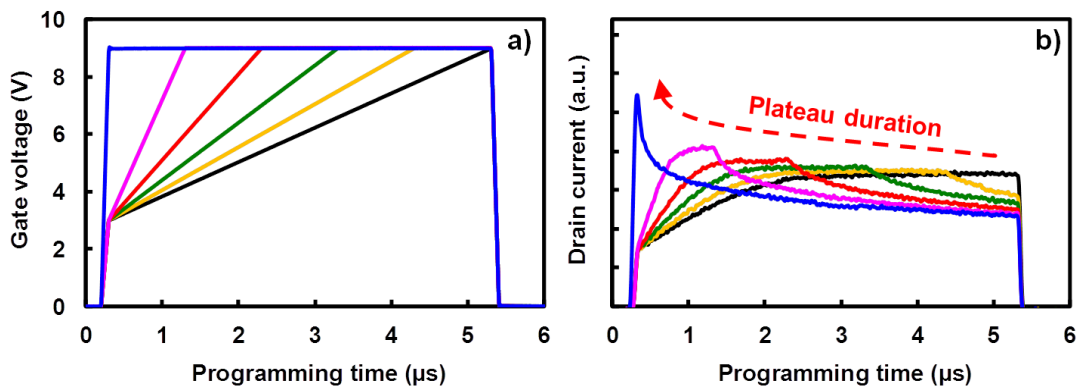 a)
Gate voltage (V)
10
8
6
4
2
0
0 1 2 3 4 5 6
Programming time (µs)
b)
Plateau duration
Drain current (a.u.)
0 1 2 3 4 5 6
Programming time (µs)